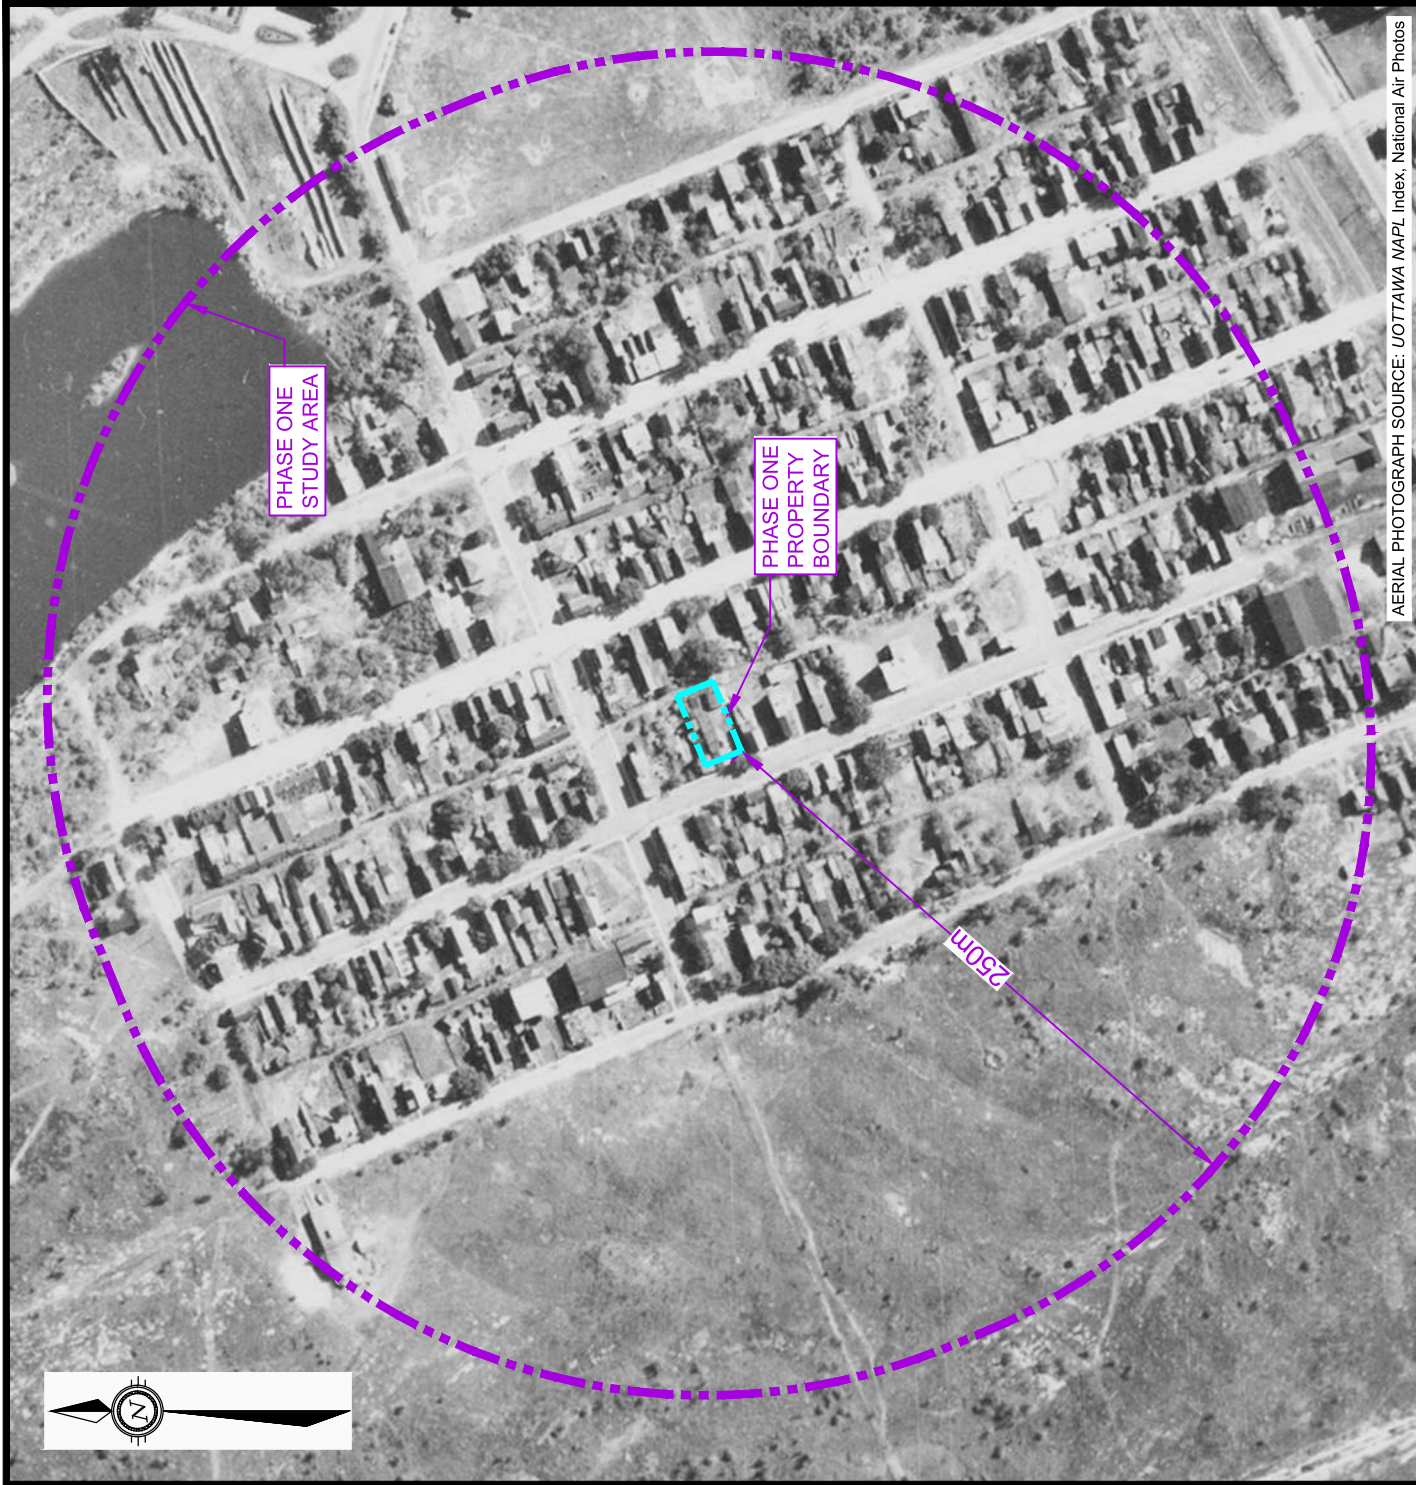 PHASE ONE
STUDY AREA
PHASE ONE
PROPERTY
BOUNDARY
250m
N
AERIAL PHOTOGRAPH SOURCE: UOTTAWA NAPL Index, National Air Photos